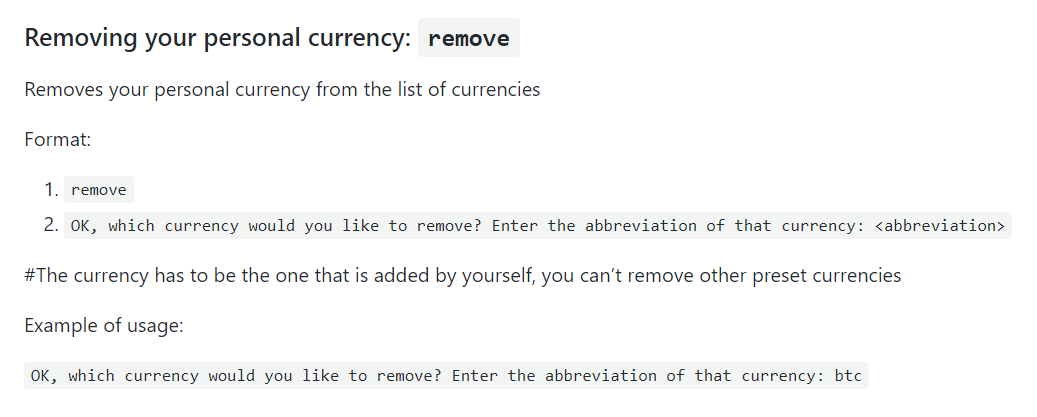 Removing your personal currency: remove
Removes your personal currency from the list of currencies
Format:
1. remove
2. OK, which currency would you like to remove? Enter the abbreviation of that currency: <abbreviation>
#The currency has to be the one that is added by yourself, you can’t remove other preset currencies
Example of usage:
OK, which currency would you like to remove? Enter the abbreviation of that currency: btc